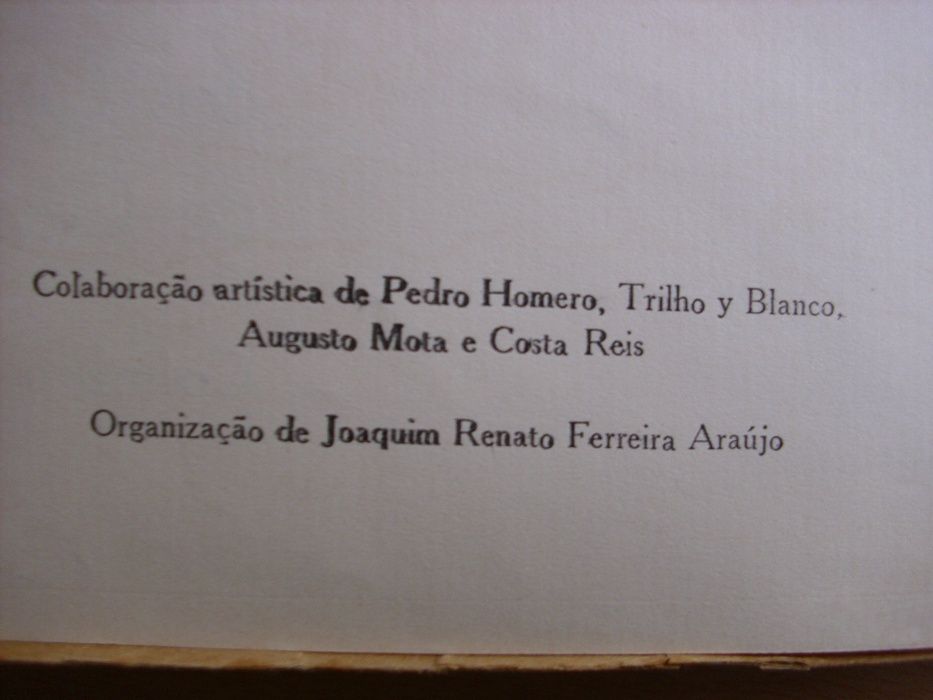 Colaboração artística de Pedro Homero, Trilho y Blanco,
Augusto Mota e Costa Reis
Organização de Joaquim Renato Ferreira Araújo